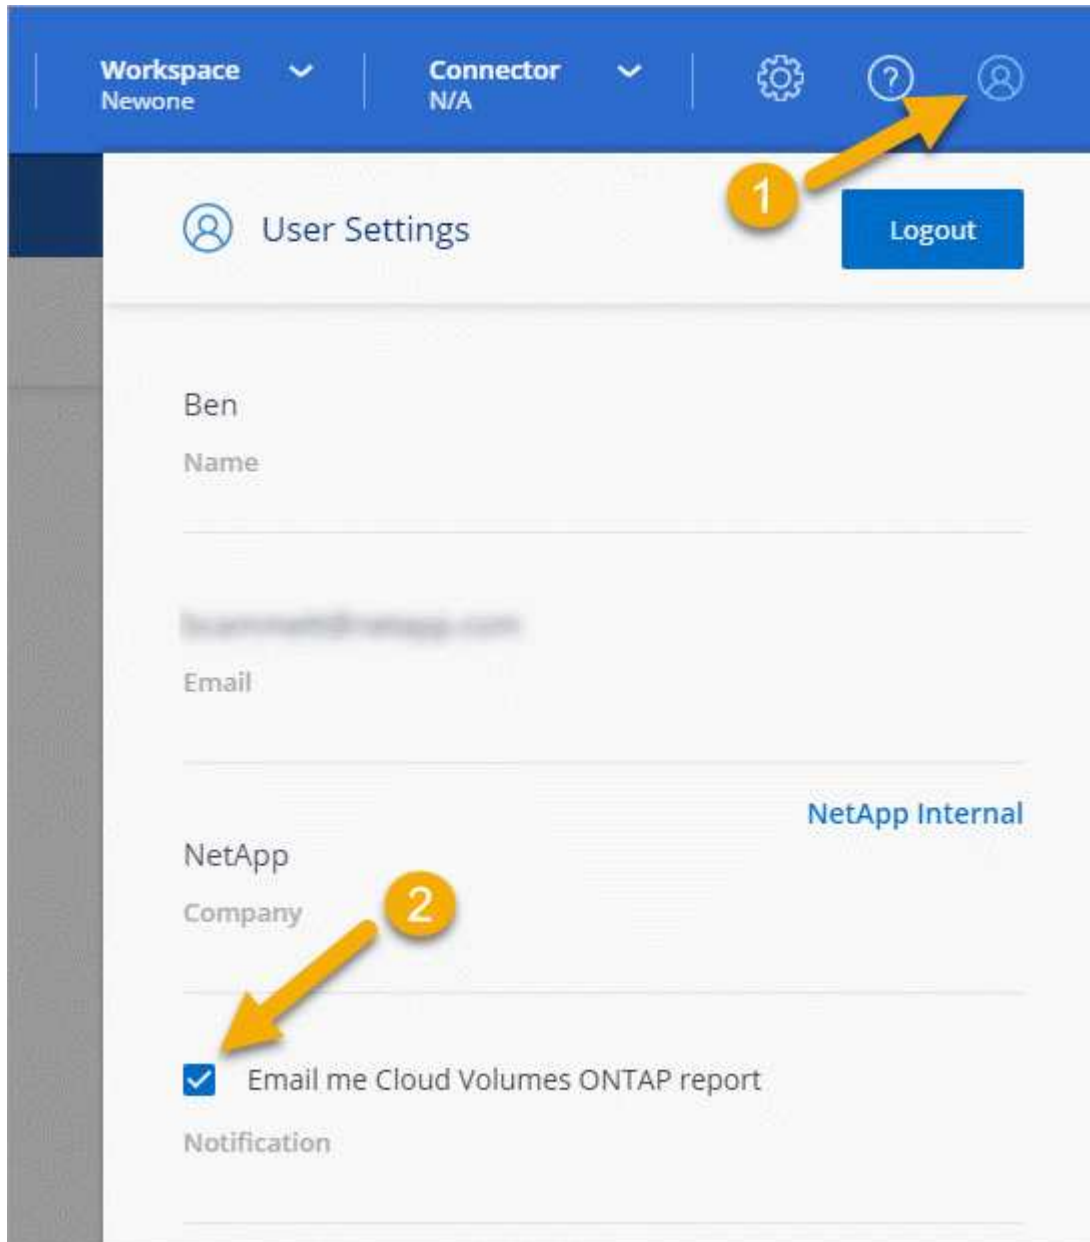 Workspace
Newone
Connector
N/A
?
1
User Settings
Logout
Ben
Name
Email
NetApp Internal
NetApp
Company
2
Email me Cloud Volumes ONTAP report
Notification